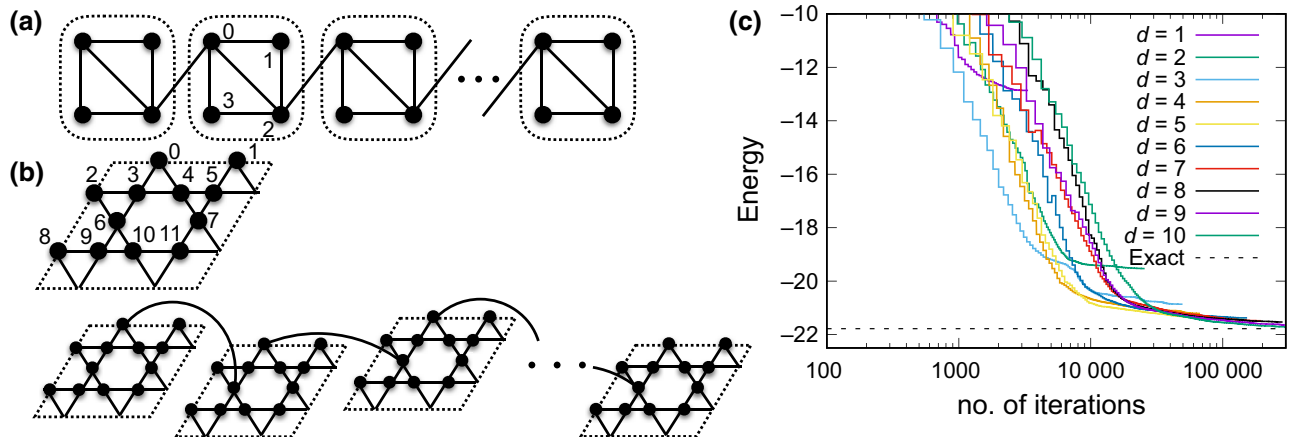 (a)
0
1
3
2
• • •
(b)
0
1
2
3
4
5
6
7
8
9
10
11
• • •
(c)
Energy
−10
−12
−14
−16
−18
−20
−22
100
1000
10 000
100 000
no. of iterations
d = 1
d = 2
d = 3
d = 4
d = 5
d = 6
d = 7
d = 8
d = 9
d = 10
Exact